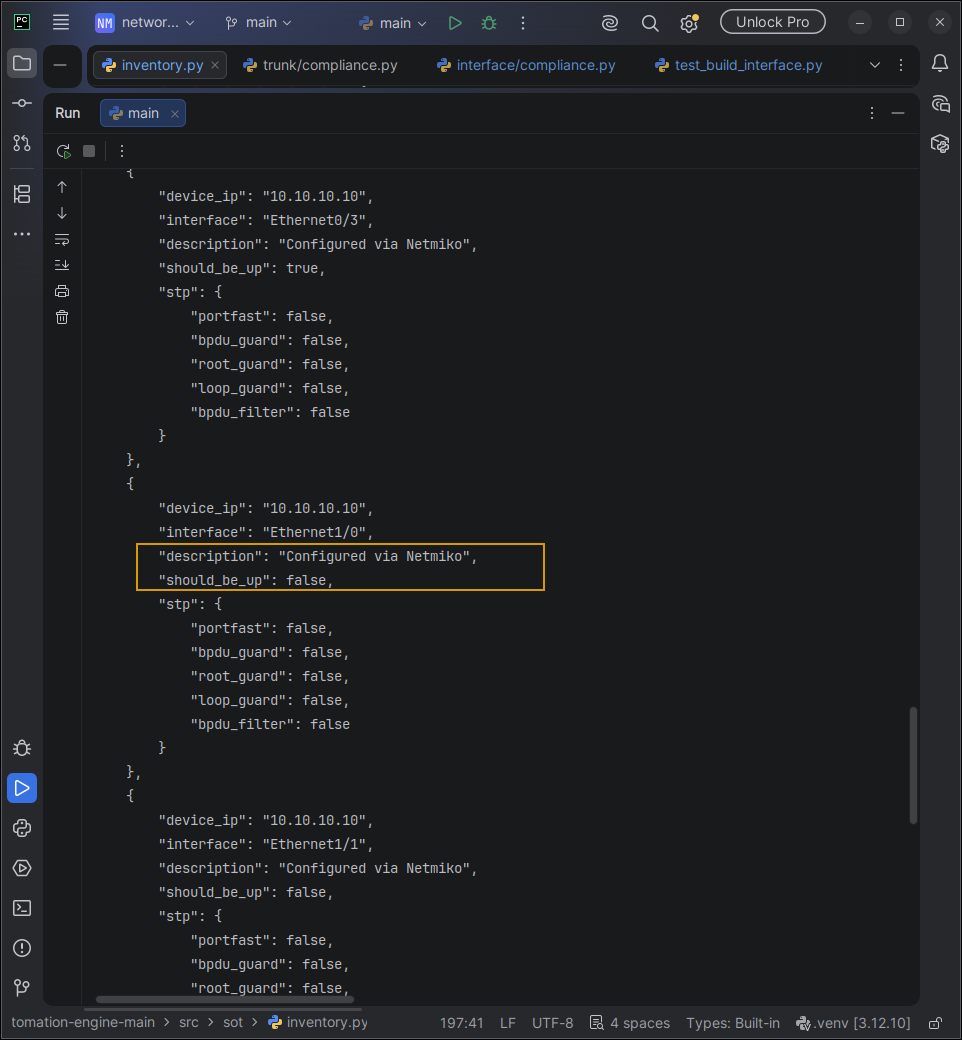 PC
NM networ... main main Unlock Pro
inventory.py trunk/compliance.py interface/compliance.py test_build_interface.py
Run main
{
"device_ip": "10.10.10.10",
"interface": "Ethernet0/3",
"description": "Configured via Netmiko",
"should_be_up": true,
"stp": {
"portfast": false,
"bpdu_guard": false,
"root_guard": false,
"loop_guard": false,
"bpdu_filter": false
}
},
{
"device_ip": "10.10.10.10",
"interface": "Ethernet1/0",
"description": "Configured via Netmiko",
"should_be_up": false,
"stp": {
"portfast": false,
"bpdu_guard": false,
"root_guard": false,
"loop_guard": false,
"bpdu_filter": false
}
},
{
"device_ip": "10.10.10.10",
"interface": "Ethernet1/1",
"description": "Configured via Netmiko",
"should_be_up": false,
"stp": {
"portfast": false,
"bpdu_guard": false,
"root_guard": false,
tomation-engine-main > src > sot > inventory.py 197:41 LF UTF-8 4 spaces Types: Built-in .venv [3.12.10]